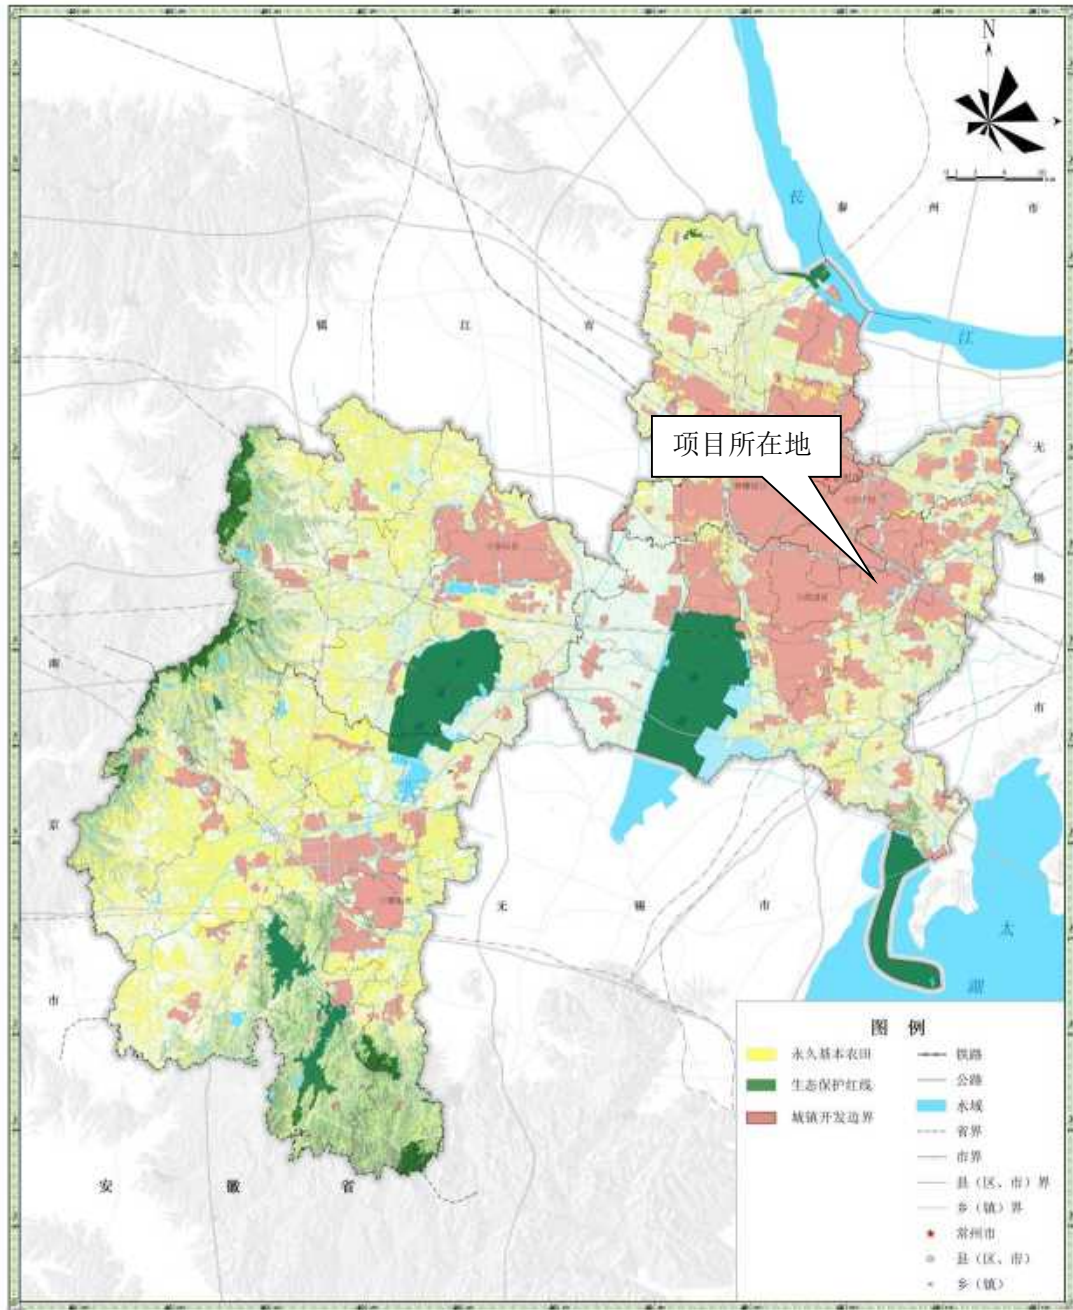 N
长
泰 州 市
江
镇 江 市
项目所在地
无
锡
市
南
京
市
无 锡 市
太
湖
安 徽 省
图 例
永久基本农田
生态保护红线
城镇开发边界
铁路
公路
水域
省界
市界
县（区、市）界
乡（镇）界
常州市
县（区、市）
乡（镇）